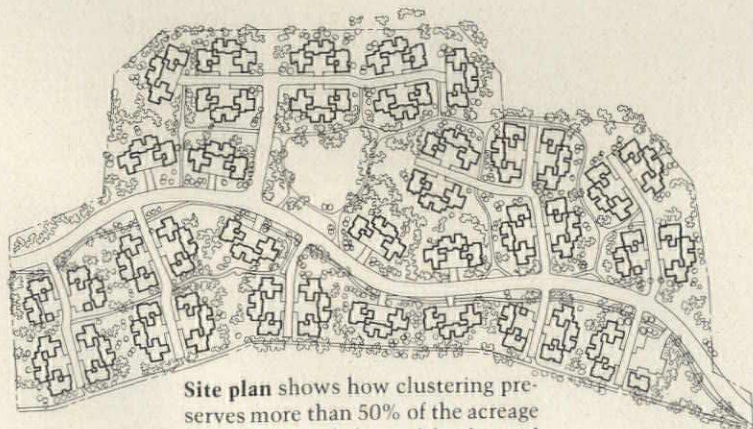 Site plan shows how clustering pre-
serves more than 50% of the acreage